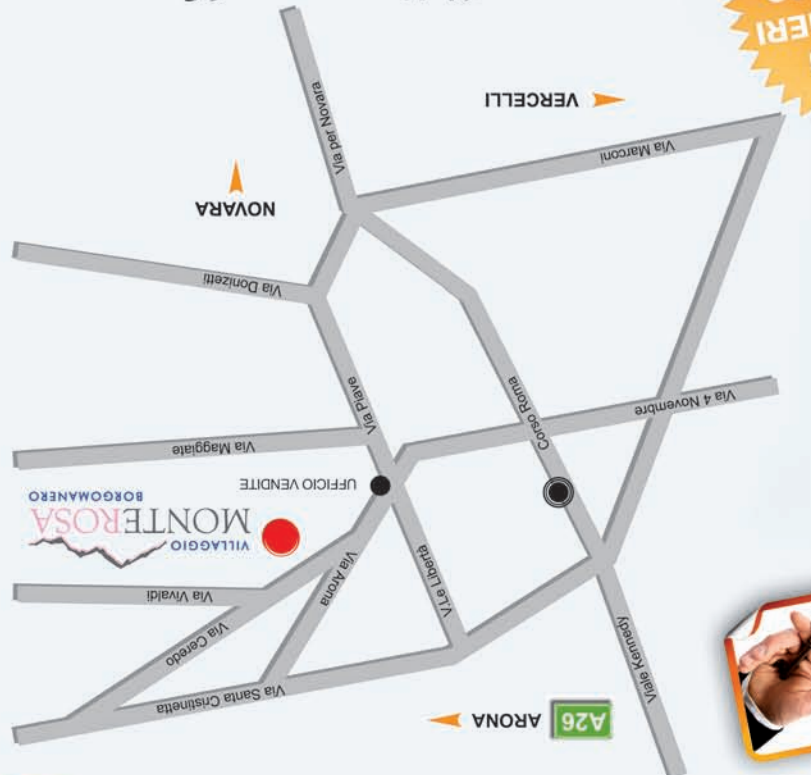 A26 ARONA
Via Santa Cristinetta
Viale Kennedy
Via Ceredo
V.Le Libertà
Via Vivaldi
Via Arona
VILLAGGIO
MONTEROSA
BORGOMANERO
UFFICIO VENDITE
Via Maggiate
Corso Roma
Via 4 Novembre
Via Piave
Via Donizetti
NOVARA
Via Marconi
Via per Novara
VERCELLI